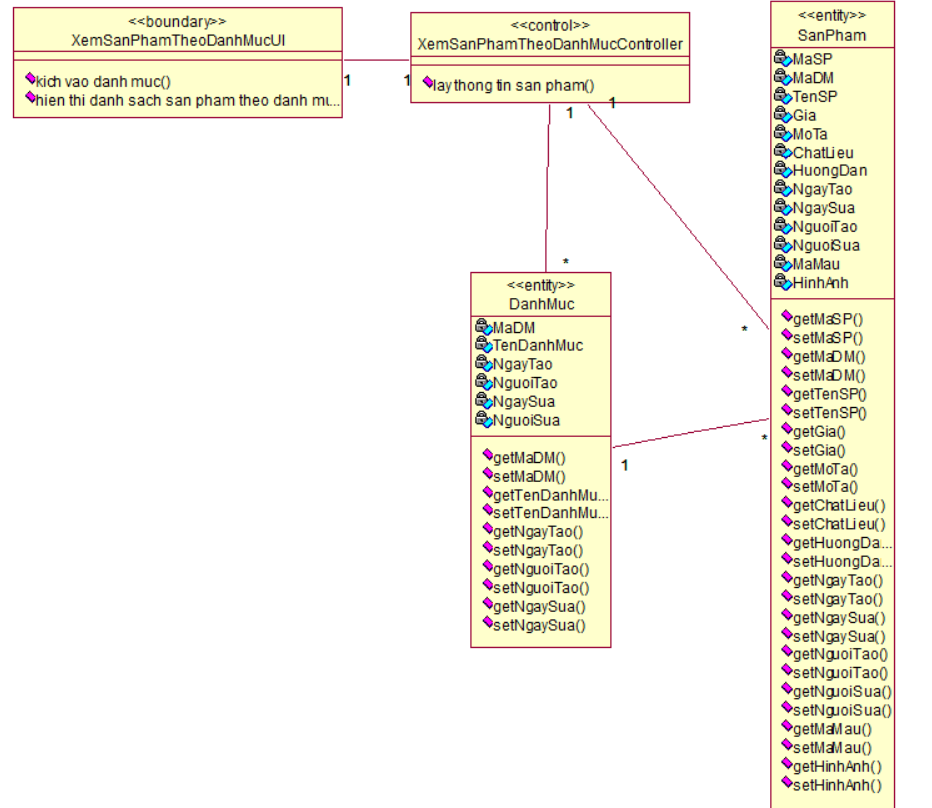 <<boundary>>
XemSanPhamTheoDanhMucUI
kich vao danh muc()
hien thi danh sach san pham theo danh mu...
1
1
<<control>>
XemSanPhamTheoDanhMucController
lay thong tin san pham()
1
1
*
*
<<entity>>
DanhMuc
MaDM
TenDanhMuc
NgayTao
NguoiTao
NgaySua
NguoiSua
getMaDM()
setMaDM()
getTenDanhMu...
setTenDanhMu...
getNgayTao()
setNgayTao()
getNguoiTao()
setNguoiTao()
getNgaySua()
setNgaySua()
1
*
<<entity>>
SanPham
MaSP
MaDM
TenSP
Gia
MoTa
ChatLieu
HuongDan
NgayTao
NgaySua
NguoiTao
NguoiSua
MaMau
HinhAnh
getMaSP()
setMaSP()
getMaDM()
setMaDM()
getTenSP()
setTenSP()
getGia()
setGia()
getMoTa()
setMoTa()
getChatLieu()
setChatLieu()
getHuongDa...
setHuongDa...
getNgayTao()
setNgayTao()
getNgaySua()
setNgaySua()
getNguoiTao()
setNguoiTao()
getNguoiSua()
setNguoiSua()
getMaMau()
setMaMau()
getHinhAnh()
setHinhAnh()